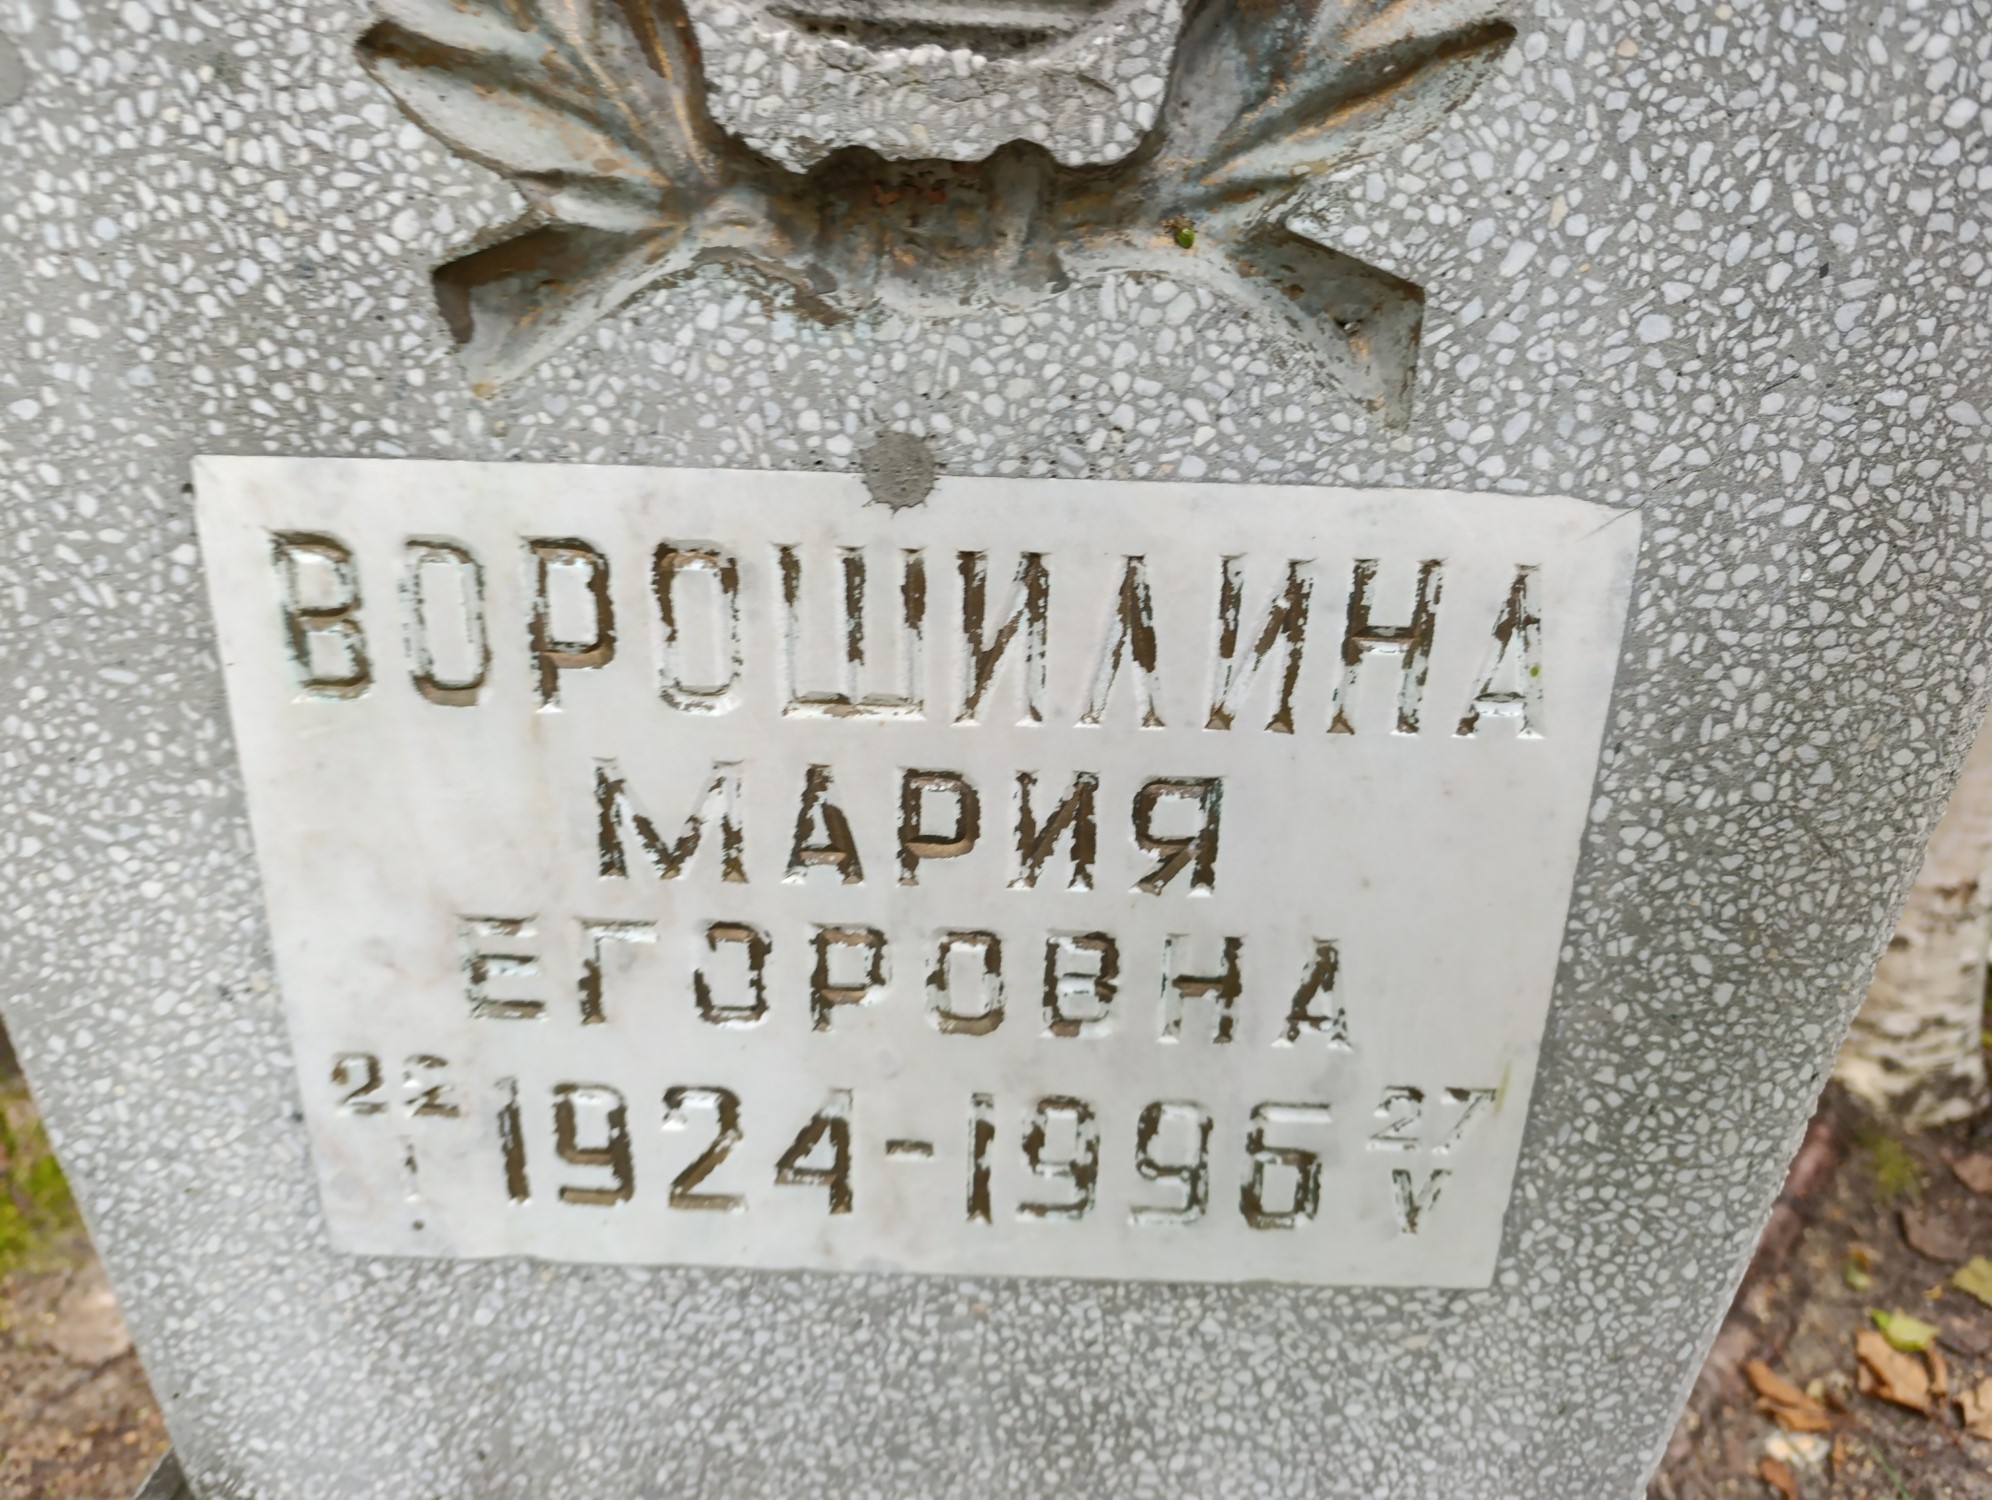 ВОРОШИЛИНА
МАРИЯ
ЕГОРОВНА
22 1924-1996 27
I V